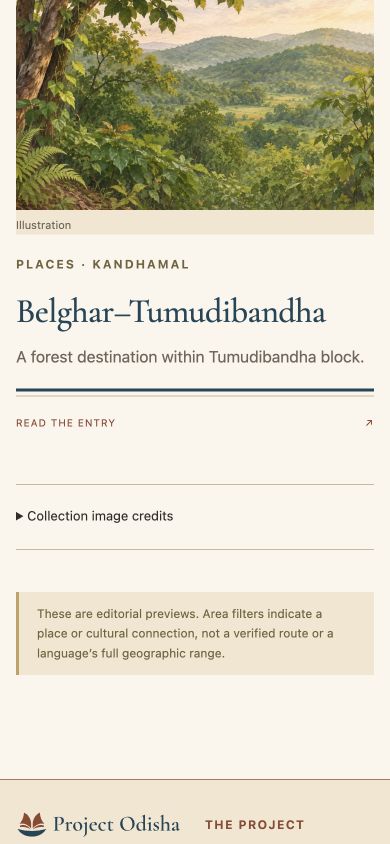 Illustration
PLACES · KANDHAMAL
Belghar–Tumudibandha
A forest destination within Tumudibandha block.
READ THE ENTRY ↗
▶ Collection image credits
These are editorial previews. Area filters indicate a
place or cultural connection, not a verified route or a
language’s full geographic range.
Project Odisha THE PROJECT